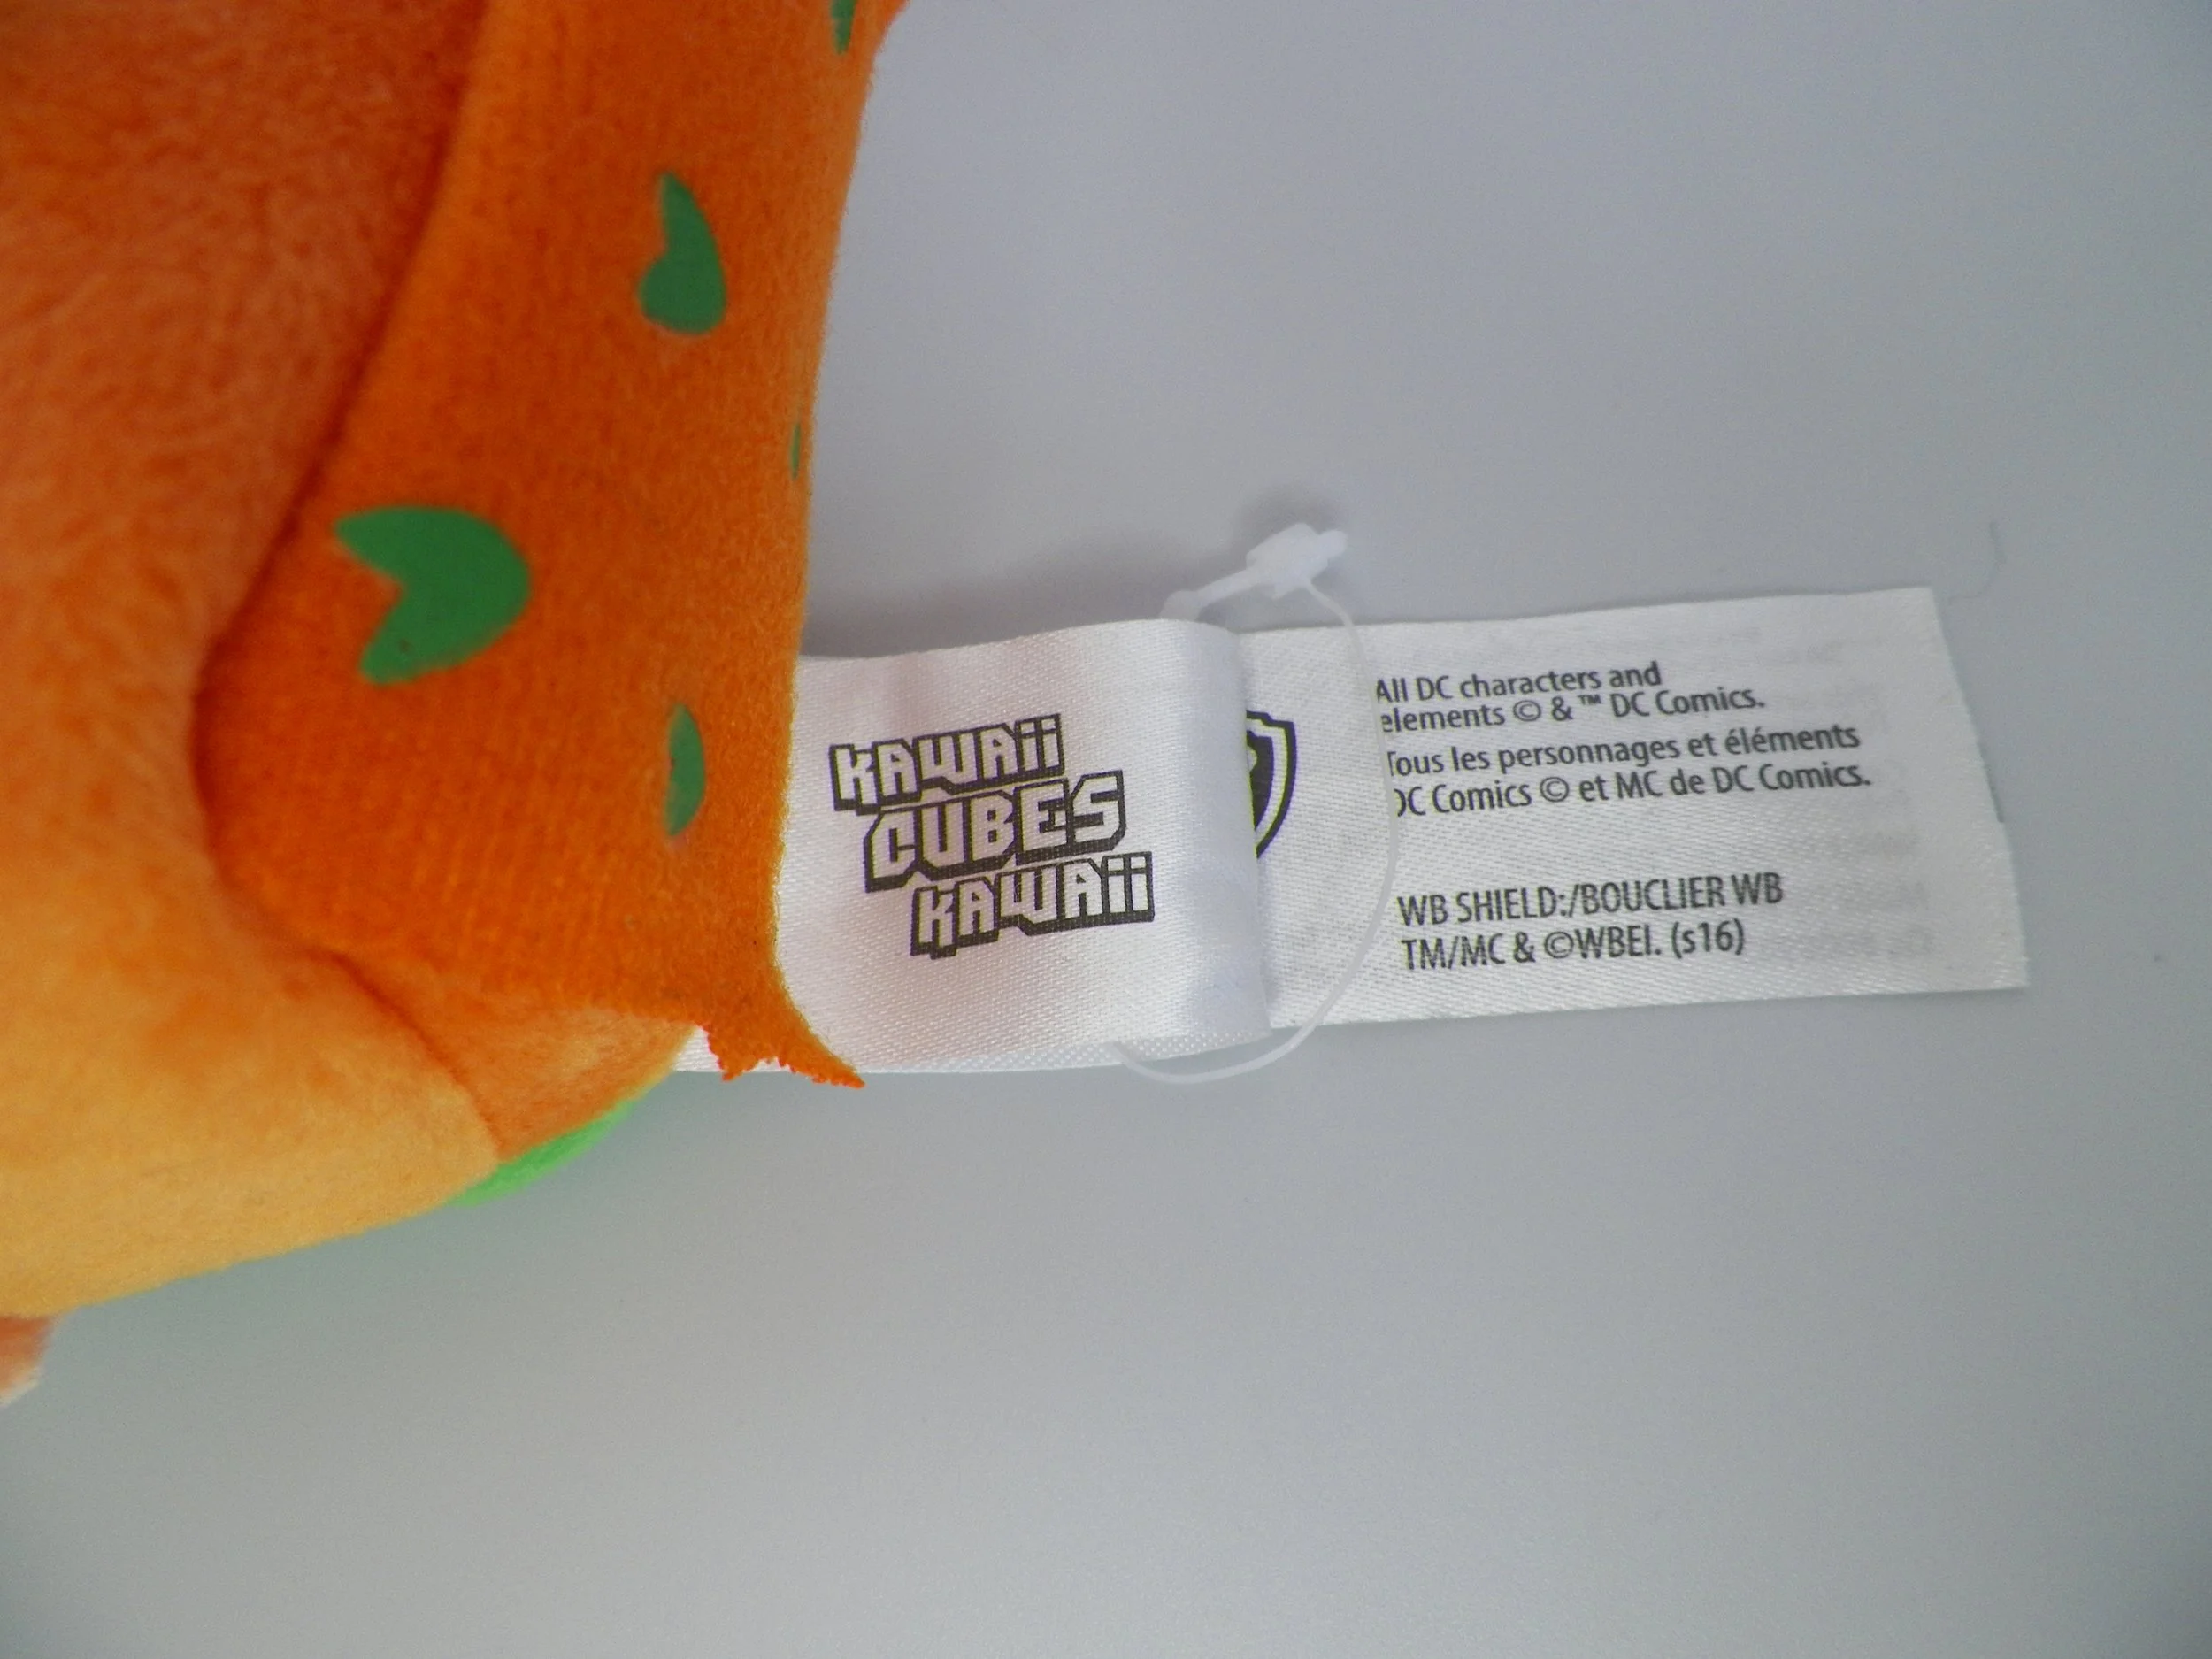 KAWAii
CUBES
KAWAii
All DC characters and
elements © & ™ DC Comics.
Tous les personnages et éléments
DC Comics © et MC de DC Comics.
WB SHIELD:/BOUCLIER WB
TM/MC & ©WBEI. (s16)